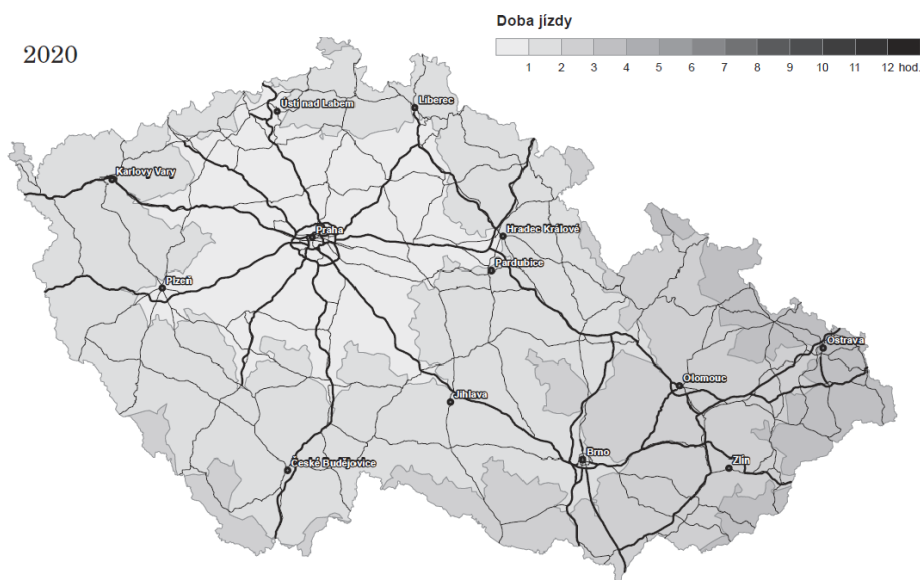 Doba jízdy
2020
1 2 3 4 5 6 7 8 9 10 11 12 hod.
Ústí nad Labem
Liberec
Karlovy Vary
Praha
Hradec Králové
Pardubice
Plzeň
Ostrava
Olomouc
Jihlava
Brno
Zlín
České Budějovice